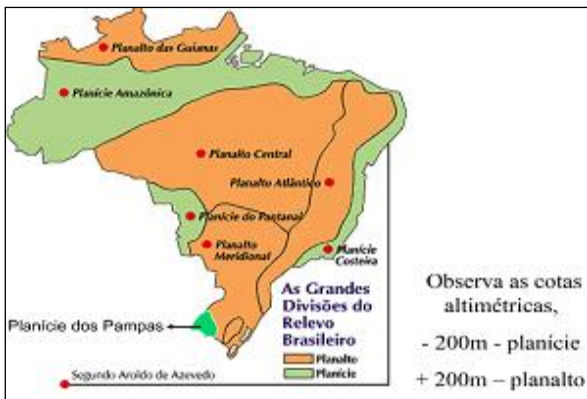 Planalto das Guianas
Planície Amazônica
Planalto Central
Planalto Atlântico
Planície do Pantanal
Planalto
Meridional
Planície
Costeira
As Grandes
Divisões do
Relevo
Brasileiro
Planalto
Planície
Planície dos Pampas
Segundo Aroldo de Azevedo
Observa as cotas
altimétricas,
- 200m - planície
+ 200m – planalto